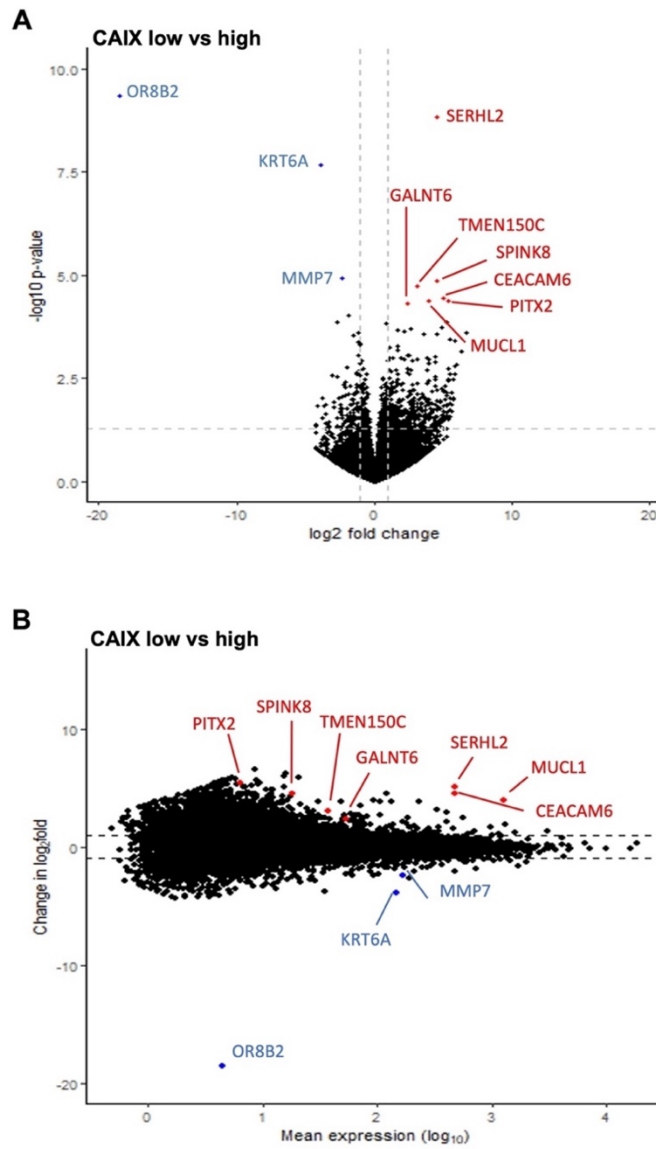 A
CAIX low vs high
10.0
OR8B2
SERHL2
7.5
KRT6A
GALNT6
TMEN150C
-log10 p-value
SPINK8
5.0
MMP7
CEACAM6
PITX2
MUCL1
2.5
0.0
-20 -10 0 10 20
log2 fold change
B
CAIX low vs high
10
PITX2
SPINK8
TMEN150C
GALNT6
SERHL2
MUCL1
CEACAM6
Change in log2fold
0
MMP7
KRT6A
-10
OR8B2
-20
0 1 2 3 4
Mean expression (log10)